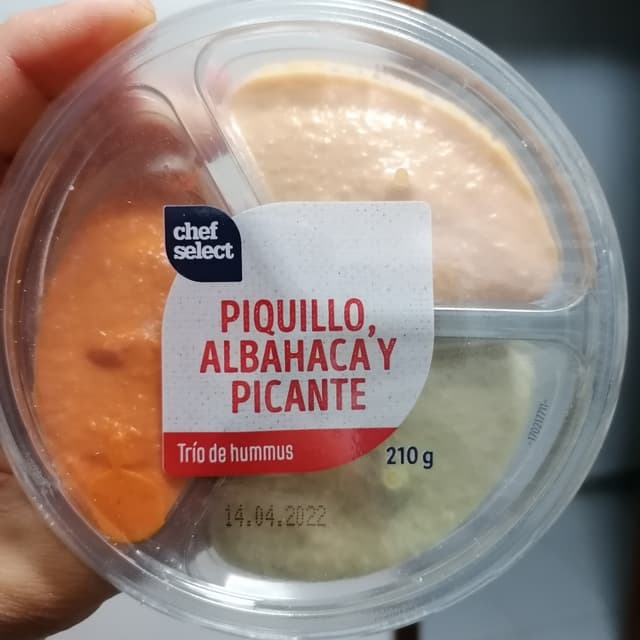 chef
select
PIQUILLO,
ALBAHACA Y
PICANTE
Trío de hummus
210 g
14.04.2022